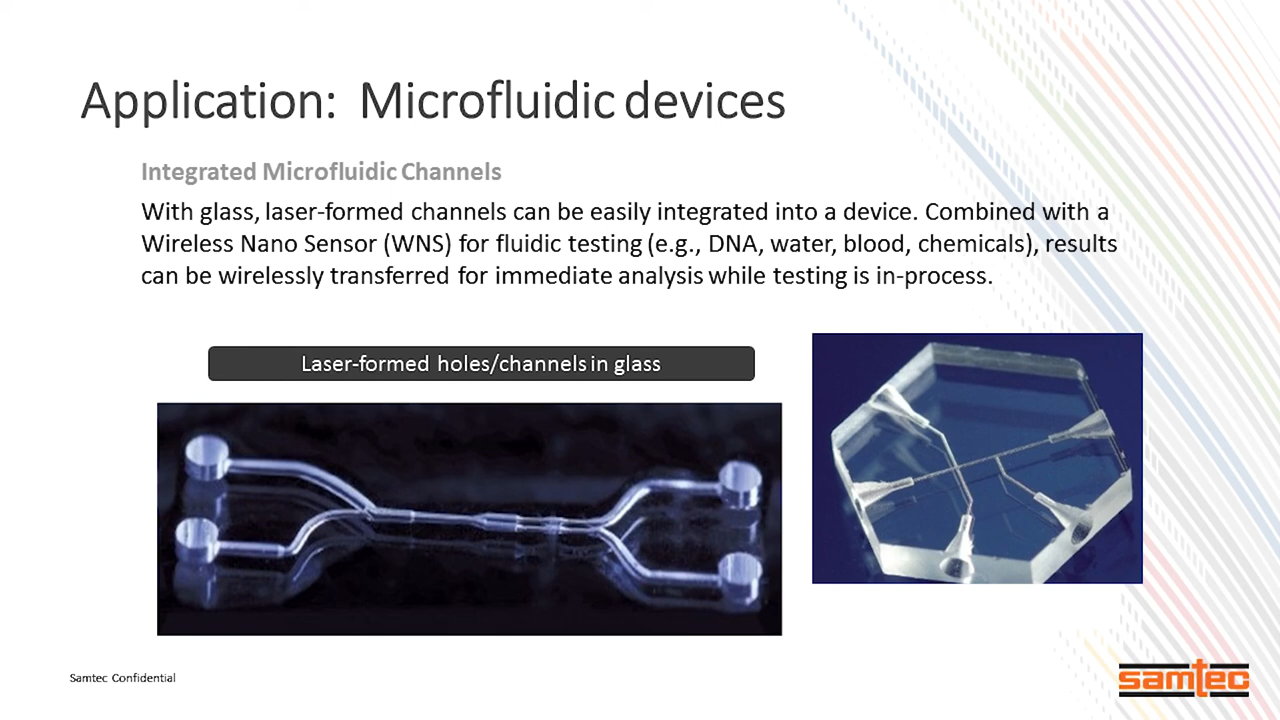 Application: Microfluidic devices
Integrated Microfluidic Channels
With glass, laser-formed channels can be easily integrated into a device. Combined with a
Wireless Nano Sensor (WNS) for fluidic testing (e.g., DNA, water, blood, chemicals), results
can be wirelessly transferred for immediate analysis while testing is in-process.
Laser-formed holes/channels in glass
Samtec Confidential
samtec